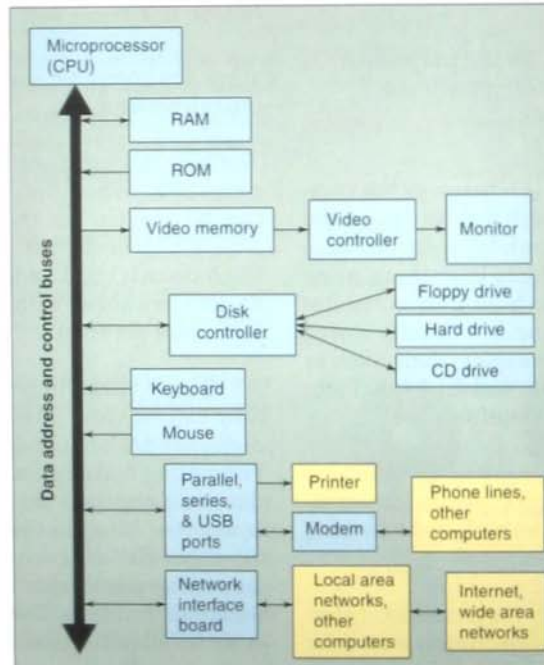 Microprocessor
(CPU)
RAM
ROM
Video memory
Video
controller
Monitor
Disk
controller
Floppy drive
Hard drive
CD drive
Keyboard
Mouse
Parallel,
series,
& USB
ports
Printer
Modem
Phone lines,
other
computers
Network
interface
board
Local area
networks,
other
computers
Internet,
wide area
networks
Data address and control buses